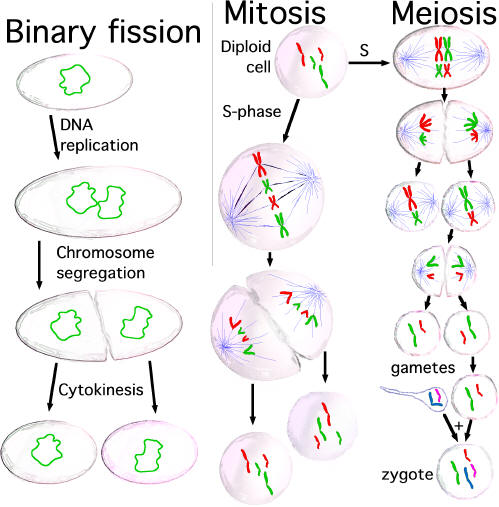 Binary fission
DNA
replication
Chromosome
segregation
Cytokinesis
Mitosis
Diploid
cell
S
S-phase
Meiosis
gametes
+
zygote